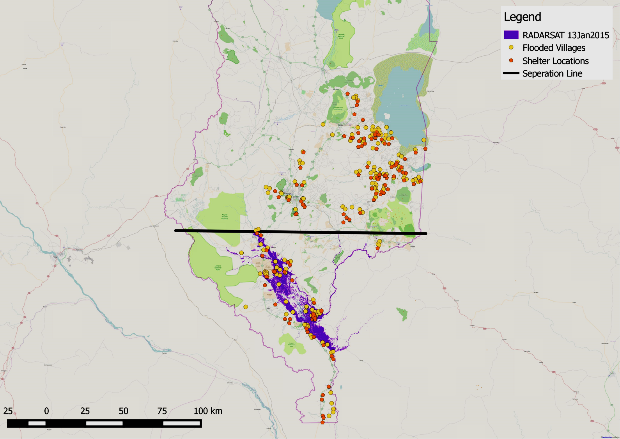 Legend
RADARSAT 13Jan2015
Flooded Villages
Shelter Locations
Seperation Line
25 0 25 50 75 100 km